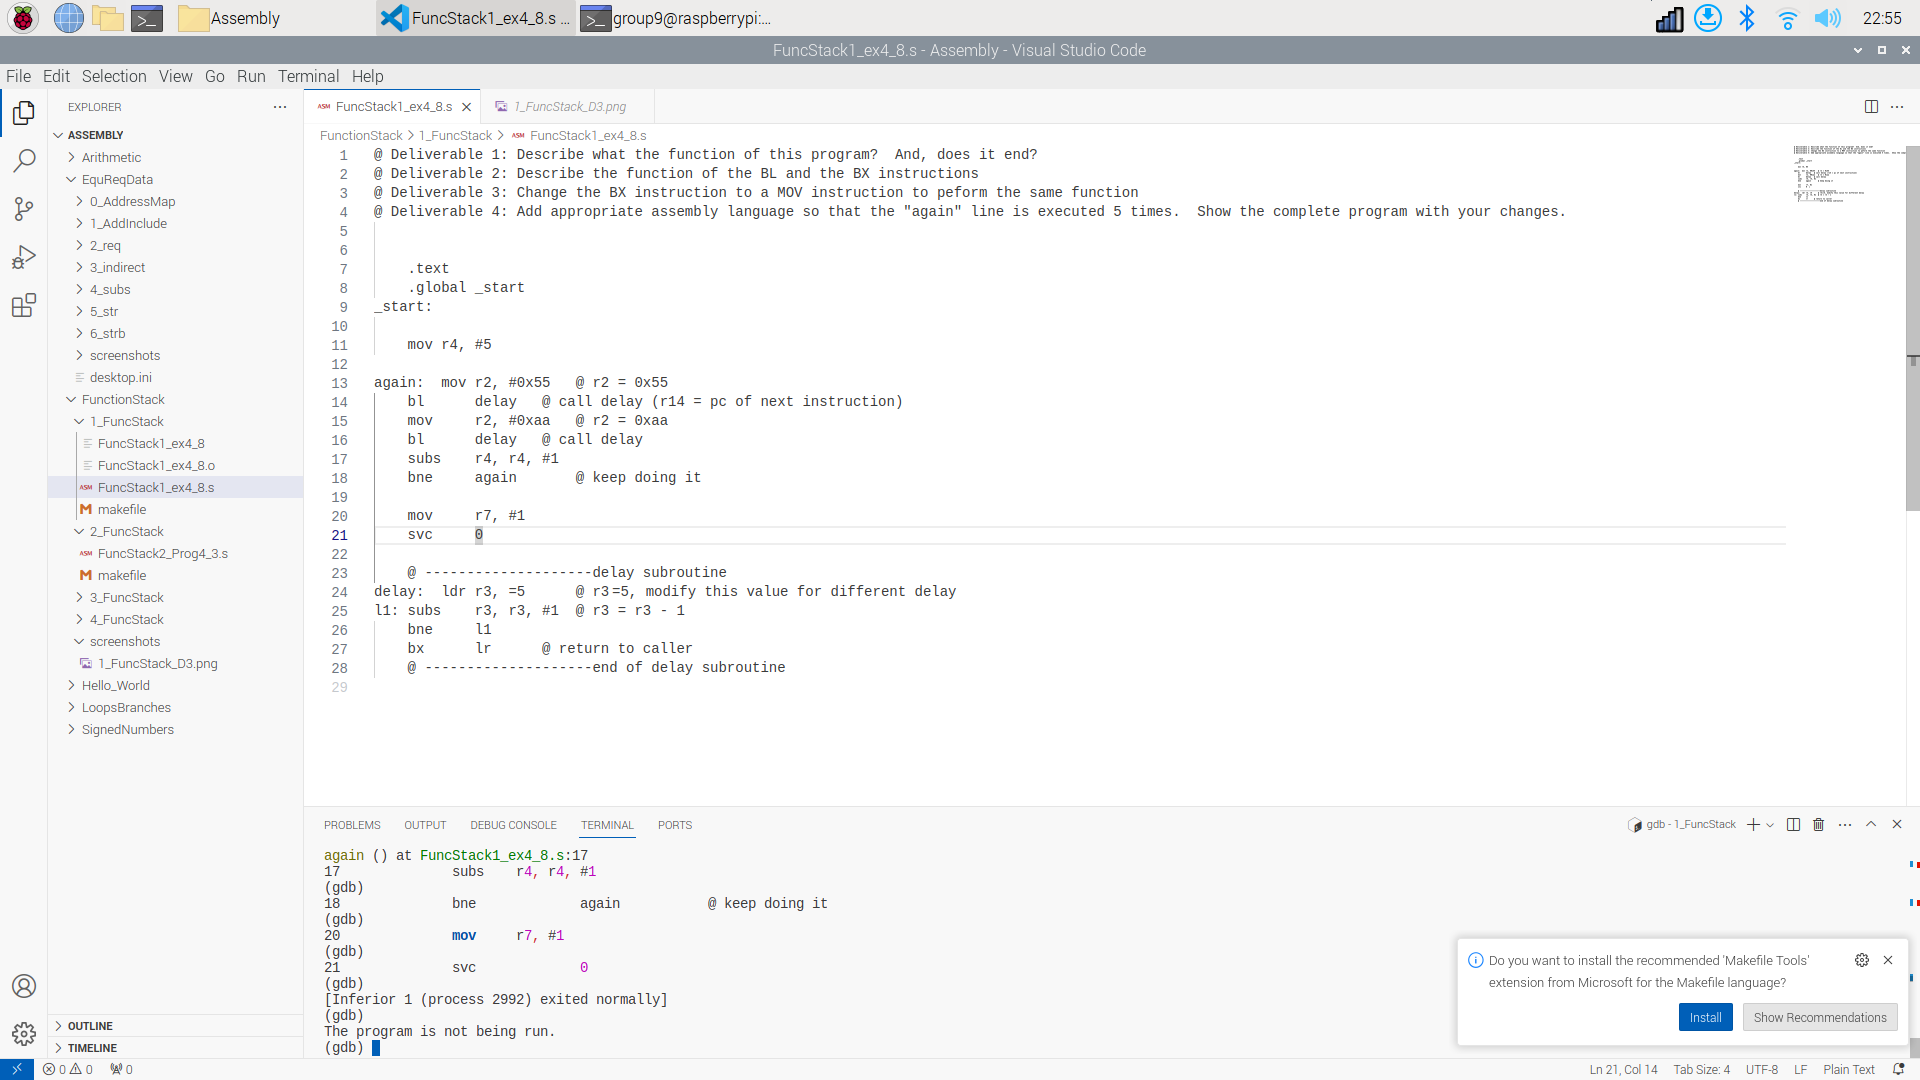 Assembly
FuncStack1_ex4_8.s ...
group9@raspberrypi:...
22:55
FuncStack1_ex4_8.s - Assembly - Visual Studio Code
File Edit Selection View Go Run Terminal Help
EXPLORER
ASSEMBLY
Arithmetic
EquReqData
0_AddressMap
1_AddInclude
2_req
3_indirect
4_subs
5_str
6_strb
screenshots
desktop.ini
FunctionStack
1_FuncStack
FuncStack1_ex4_8
FuncStack1_ex4_8.o
ASM FuncStack1_ex4_8.s
M makefile
2_FuncStack
ASM FuncStack2_Prog4_3.s
M makefile
3_FuncStack
4_FuncStack
screenshots
1_FuncStack_D3.png
Hello_World
LoopsBranches
SignedNumbers
OUTLINE
TIMELINE
ASM FuncStack1_ex4_8.s
1_FuncStack_D3.png
FunctionStack > 1_FuncStack > ASM FuncStack1_ex4_8.s
1 @ Deliverable 1: Describe what the function of this program?  And, does it end?
2 @ Deliverable 2: Describe the function of the BL and the BX instructions
3 @ Deliverable 3: Change the BX instruction to a MOV instruction to peform the same function
4 @ Deliverable 4: Add appropriate assembly language so that the "again" line is executed 5 times.  Show the complete program with your changes.
5
6
7     .text
8     .global _start
9 _start:
10
11     mov r4, #5
12
13 again:  mov r2, #0x55   @ r2 = 0x55
14     bl      delay   @ call delay (r14 = pc of next instruction)
15     mov     r2, #0xaa   @ r2 = 0xaa
16     bl      delay   @ call delay
17     subs    r4, r4, #1
18     bne     again       @ keep doing it
19
20     mov     r7, #1
21     svc     0
22
23     @ --------------------delay subroutine
24 delay:  ldr r3, =5      @ r3=5, modify this value for different delay
25 l1: subs    r3, r3, #1  @ r3 = r3 - 1
26     bne     l1
27     bx      lr      @ return to caller
28     @ --------------------end of delay subroutine
29
PROBLEMS OUTPUT DEBUG CONSOLE TERMINAL PORTS
gdb - 1_FuncStack
again () at FuncStack1_ex4_8.s:17
17              subs    r4, r4, #1
(gdb)
18              bne             again           @ keep doing it
(gdb)
20              mov     r7, #1
(gdb)
21              svc             0
(gdb)
[Inferior 1 (process 2992) exited normally]
(gdb)
The program is not being run.
(gdb)
Do you want to install the recommended 'Makefile Tools'
extension from Microsoft for the Makefile language?
Install
Show Recommendations
0 0 0
Ln 21, Col 14 Tab Size: 4 UTF-8 LF Plain Text